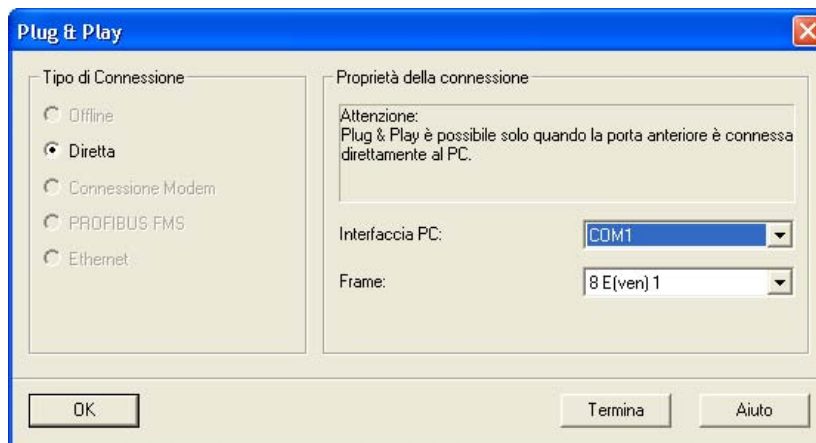 Plug & Play
Tipo di Connessione
Offline
Diretta
Connessione Modem
PROFIBUS FMS
Ethernet
Proprietà della connessione
Attenzione:
Plug & Play è possibile solo quando la porta anteriore è connessa
direttamente al PC.
Interfaccia PC:
COM1
Frame:
8 E(ven) 1
OK
Termina
Aiuto